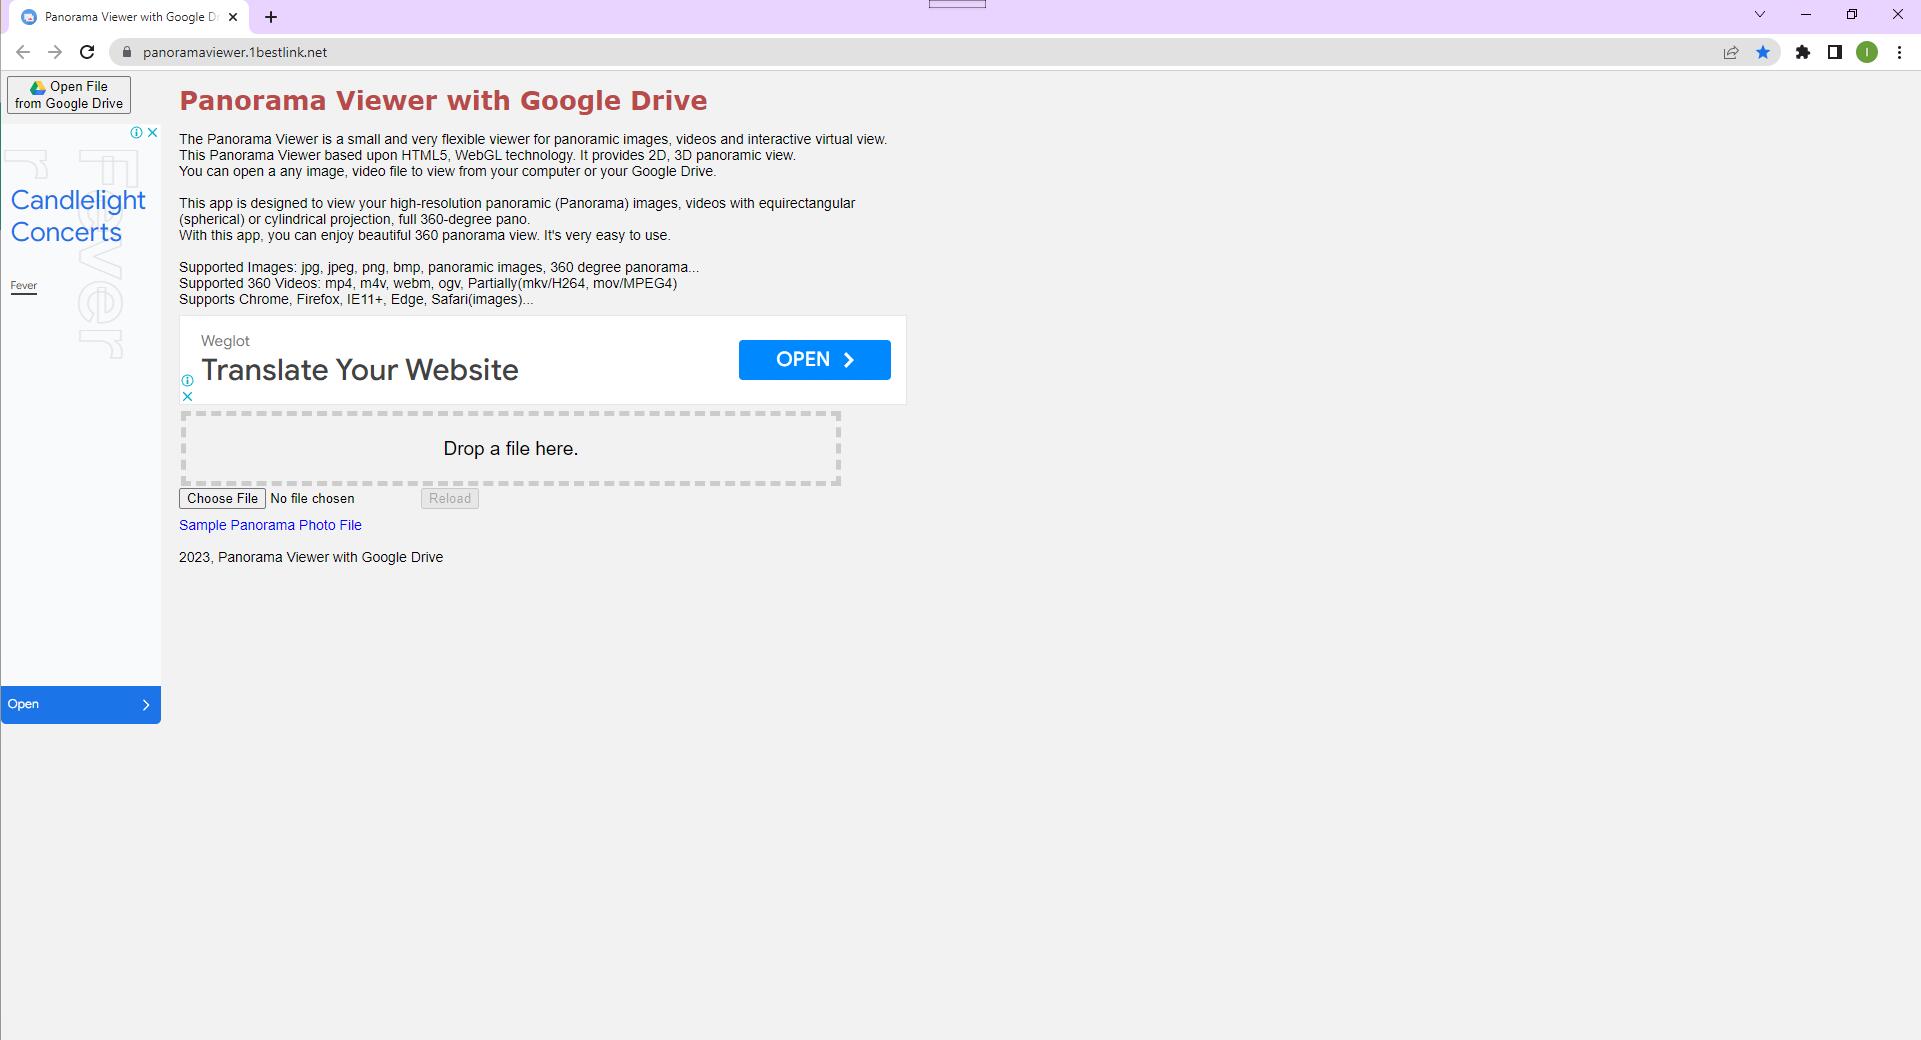 Panorama Viewer with Google Dr
panoramaviewer.1bestlink.net
I
Open File
from Google Drive
Candlelight
Concerts
Fever
Fever
r
Open
Panorama Viewer with Google Drive
The Panorama Viewer is a small and very flexible viewer for panoramic images, videos and interactive virtual view.
This Panorama Viewer based upon HTML5, WebGL technology. It provides 2D, 3D panoramic view.
You can open a any image, video file to view from your computer or your Google Drive.
This app is designed to view your high-resolution panoramic (Panorama) images, videos with equirectangular
(spherical) or cylindrical projection, full 360-degree pano.
With this app, you can enjoy beautiful 360 panorama view. It's very easy to use.
Supported Images: jpg, jpeg, png, bmp, panoramic images, 360 degree panorama...
Supported 360 Videos: mp4, m4v, webm, ogv, Partially(mkv/H264, mov/MPEG4)
Supports Chrome, Firefox, IE11+, Edge, Safari(images)...
Weglot
Translate Your Website
OPEN
Drop a file here.
Choose File No file chosen Reload
Sample Panorama Photo File
2023, Panorama Viewer with Google Drive